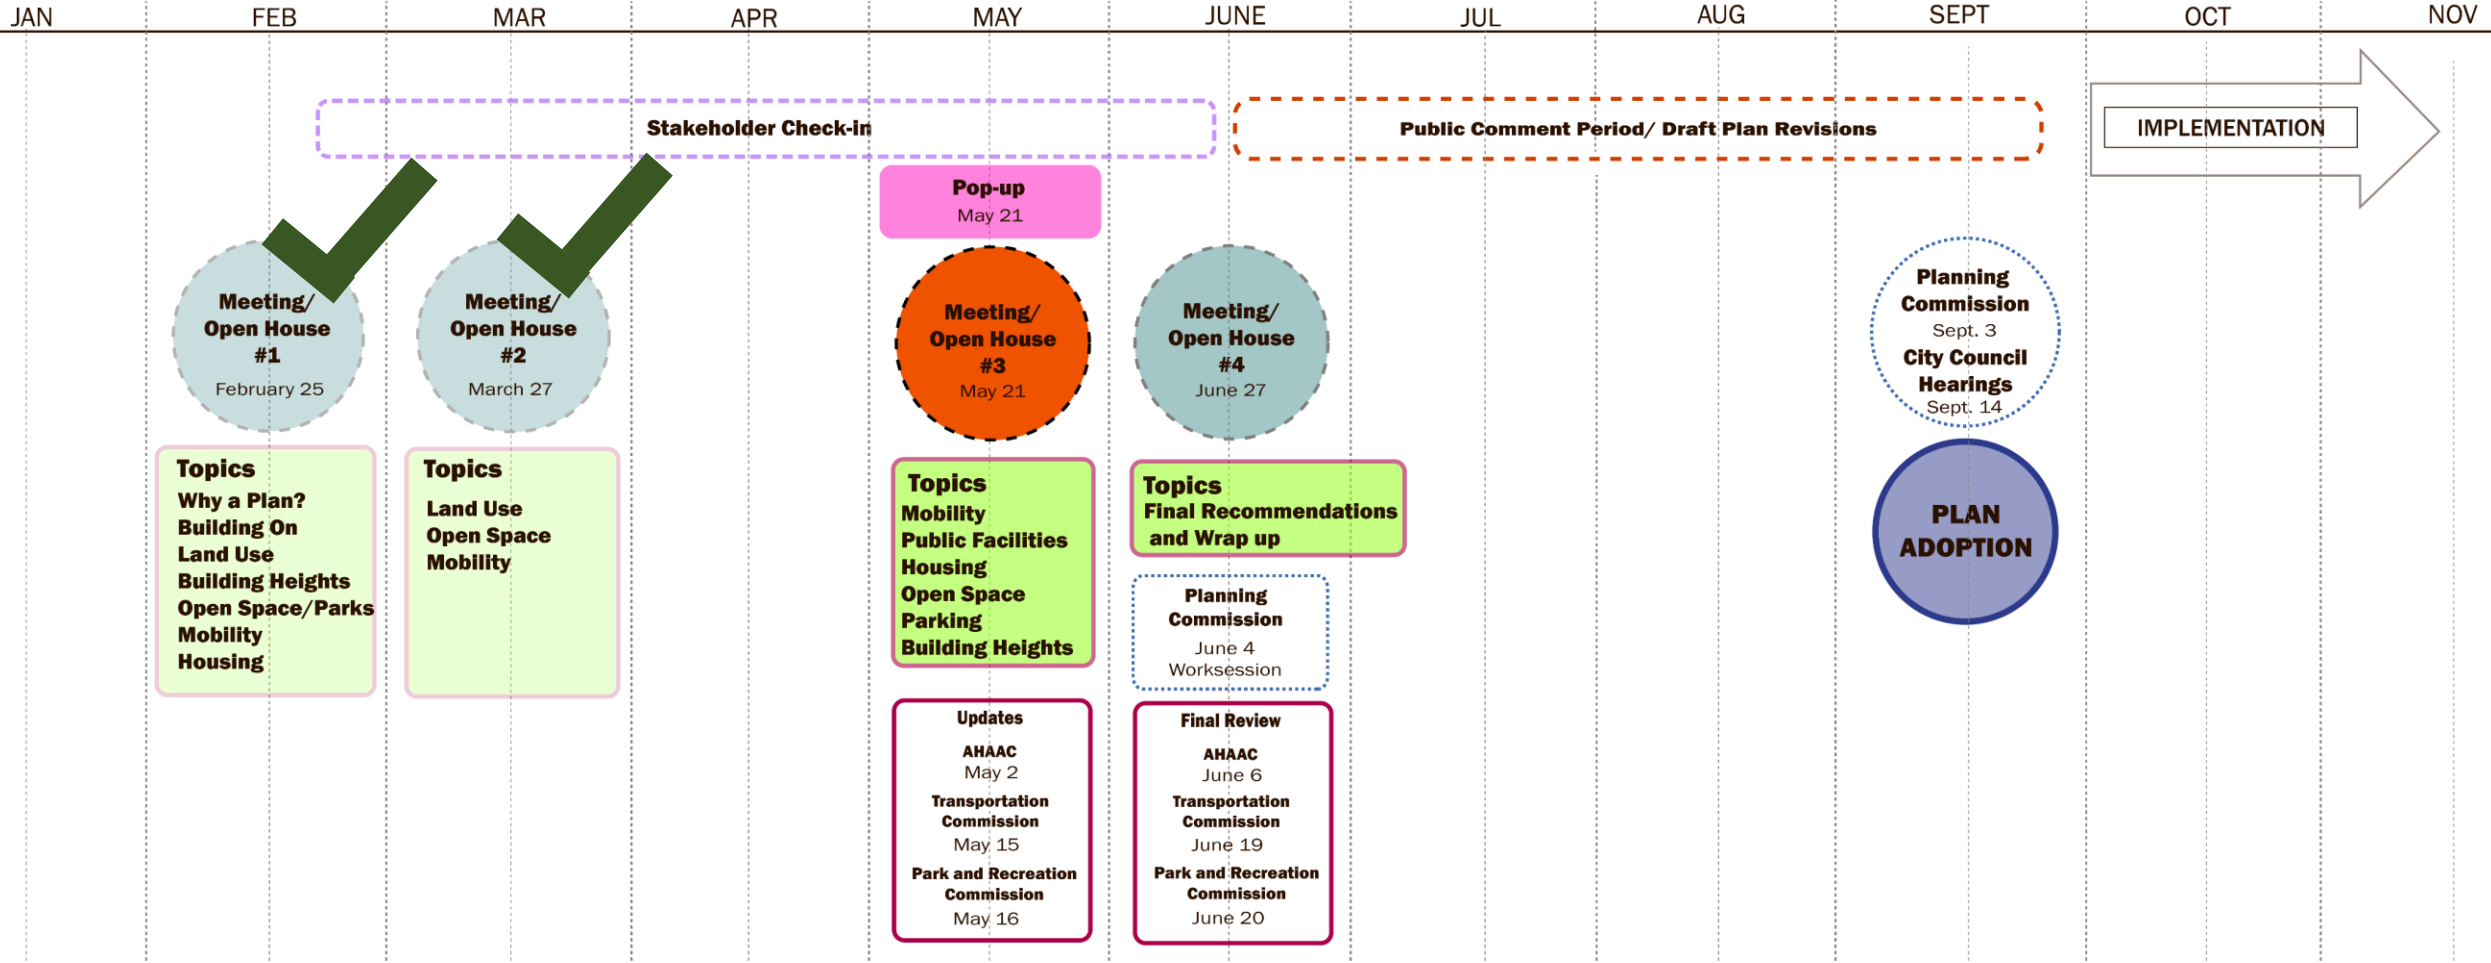 JAN FEB MAR APR MAY JUNE JUL AUG SEPT OCT NOV
Stakeholder Check-in
Public Comment Period/ Draft Plan Revisions
IMPLEMENTATION
Meeting/
Open House
#1
February 25
Topics
Why a Plan?
Building On
Land Use
Building Heights
Open Space/Parks
Mobility
Housing
Meeting/
Open House
#2
March 27
Topics
Land Use
Open Space
Mobility
Pop-up
May 21
Meeting/
Open House
#3
May 21
Topics
Mobility
Public Facilities
Housing
Open Space
Parking
Building Heights
Updates
AHAAC
May 2
Transportation
Commission
May 15
Park and Recreation
Commission
May 16
Meeting/
Open House
#4
June 27
Topics
Final Recommendations
and Wrap up
Planning
Commission
June 4
Worksession
Final Review
AHAAC
June 6
Transportation
Commission
June 19
Park and Recreation
Commission
June 20
Planning
Commission
Sept. 3
City Council
Hearings
Sept. 14
PLAN
ADOPTION